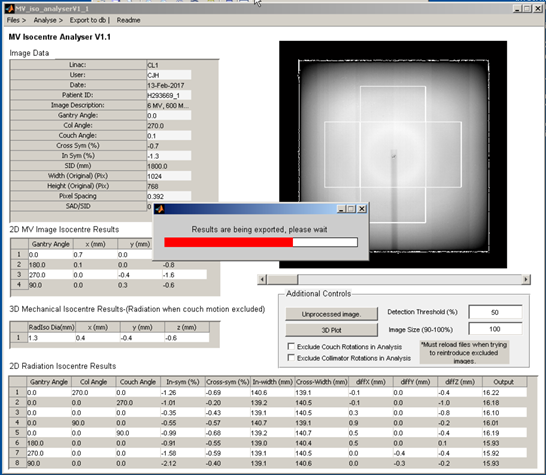 MV_iso_analyserV1_1
Files > Analyse > Export to db | Readme
MV Isocentre Analyser V1.1
Image Data
Linac: CL1
User: CJH
Date: 13-Feb-2017
Patient ID: H293669_1
Image Description: 6 MV, 600 M...
Gantry Angle: 0.0
Col Angle: 270.0
Couch Angle: 0.1
Cross Sym (%) -0.7
In Sym (%) -1.3
SID (mm) 1800.0
Width (Original) (Pix) 1024
Height (Original) (Pix) 768
Pixel Spacing 0.392
SAD/SID 0
Results are being exported, please wait
2D MV Image Isocentre Results
Gantry Angle x (mm) y (mm)
1 0.0 0.7 0.0
2 180.0 0.1 0.0 -0.8
3 270.0 0.0 -0.4 -1.6
4 90.0 0.0 0.3 -0.6
3D Mechanical Isocentre Results-(Radiation when couch motion excluded)
RadIso Dia(mm) x (mm) y (mm) z (mm)
1 1.3 0.4 -0.4 -0.6
Additional Controls
Unprocessed image. Detection Threshold (%) 50
3D Plot Image Size (90-100%) 100
Exclude Couch Rotations in Analysis
Exclude Collimator Rotations in Analysis
*Must reload files when trying
to reintroduce excluded
images.
2D Radiation Isocentre Results
Gantry Angle Col Angle Couch Angle In-sym (%) Cross-sym (%) In-width (mm) Cross-Width (mm) diffX (mm) diffY (mm) diffZ (mm) Output
1 0.0 270.0 0.0 -1.26 -0.69 140.6 139.1 -0.1 0.0 -0.4 16.22
2 0.0 0.0 270.0 -1.01 -0.20 139.2 140.5 -0.1 0.0 -1.0 16.18
3 0.0 0.0 0.0 -0.35 -0.43 139.1 140.5 0.3 0.0 -0.8 16.10
4 0.0 90.0 0.0 -0.55 -0.57 140.7 139.1 0.9 0.0 -0.2 16.01
5 0.0 0.0 90.0 -0.99 -0.68 139.2 140.7 0.5 0.0 -0.4 16.19
6 180.0 0.0 0.0 -0.91 -0.55 139.0 140.4 0.5 0.0 0.1 15.93
7 270.0 0.0 0.0 -1.58 -0.59 139.1 140.5 0.0 -0.4 -0.4 15.92
8 90.0 0.0 0.0 -2.12 -0.40 139.1 140.6 0.0 -0.3 -0.2 15.93